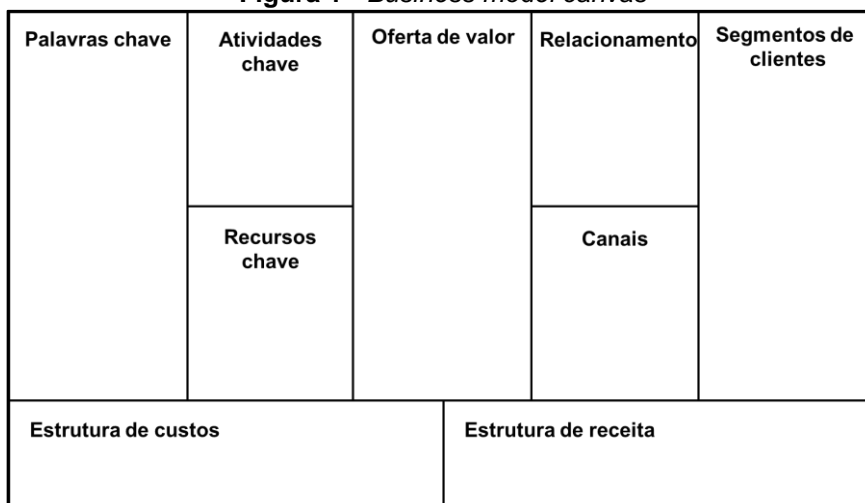 Figura - Business model canvas
Palavras chave
Atividades
chave
Oferta de valor
Relacionamento
Segmentos de
clientes
Recursos
chave
Canais
Estrutura de custos
Estrutura de receita